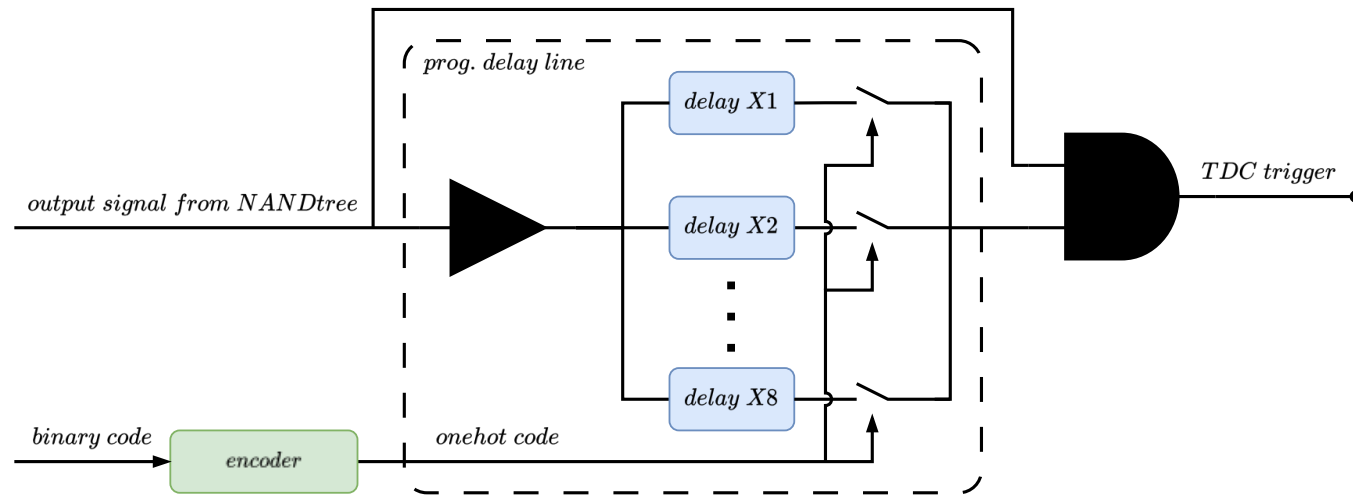 prog. delay line
delay X1
TDC trigger
output signal from NANDtree
delay X2
delay X8
binary code
encoder
onehot code